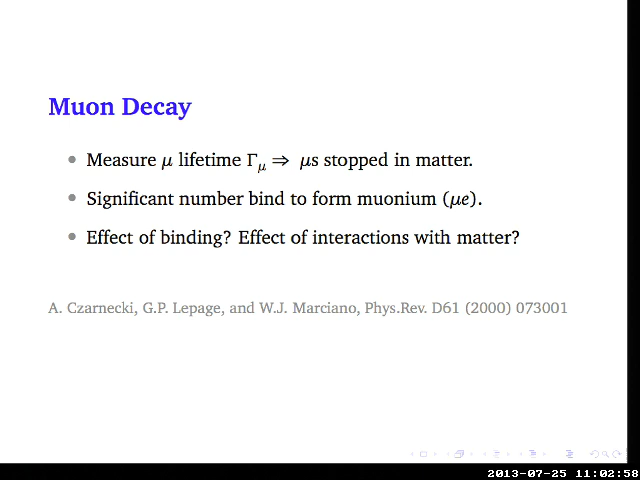 Muon Decay
• Measure μ lifetime Γμ ⇒ μs stopped in matter.
• Significant number bind to form muonium (μe).
• Effect of binding? Effect of interactions with matter?
A. Czarnecki, G.P. Lepage, and W.J. Marciano, Phys.Rev. D61 (2000) 073001
2013-07-25 11:02:58